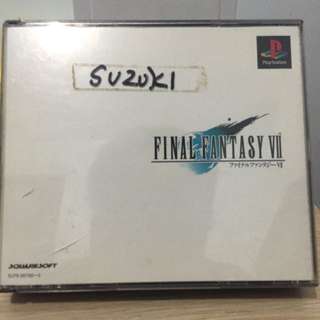 SUZUKI
PlayStation
FINAL FANTASY VII
ファイナルファンタジーVII
SQUARESOFT